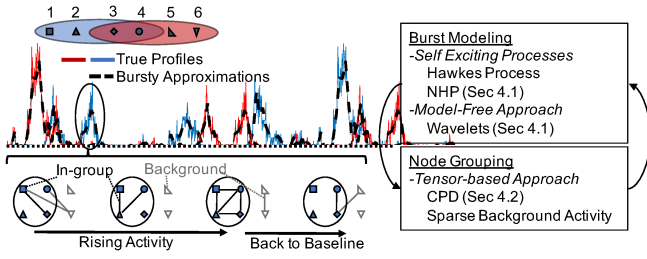 1 2 3 4 5 6
True Profiles
Bursty Approximations
In-group
Background
Rising Activity
Back to Baseline
Burst Modeling
-Self Exciting Processes
Hawkes Process
NHP (Sec 4.1)
-Model-Free Approach
Wavelets (Sec 4.1)
Node Grouping
-Tensor-based Approach
CPD (Sec 4.2)
Sparse Background Activity